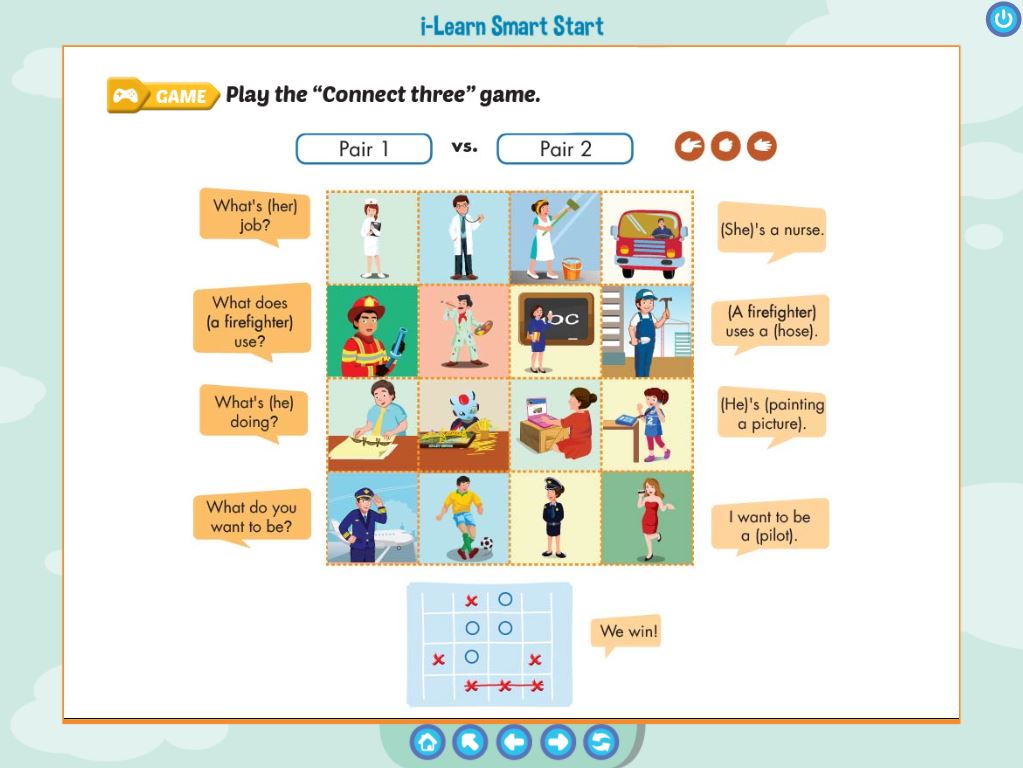 i-Learn Smart Start
GAME
Play the “Connect three” game.
Pair 1
vs.
Pair 2
What's (her)
job?
(She)'s a nurse.
What does
(a firefighter)
use?
(A firefighter)
uses a (hose).
abc
What's (he)
doing?
(He)'s (painting
a picture).
What do you
want to be?
I want to be
a (pilot).
x O
O O
x O x
x x x
We win!